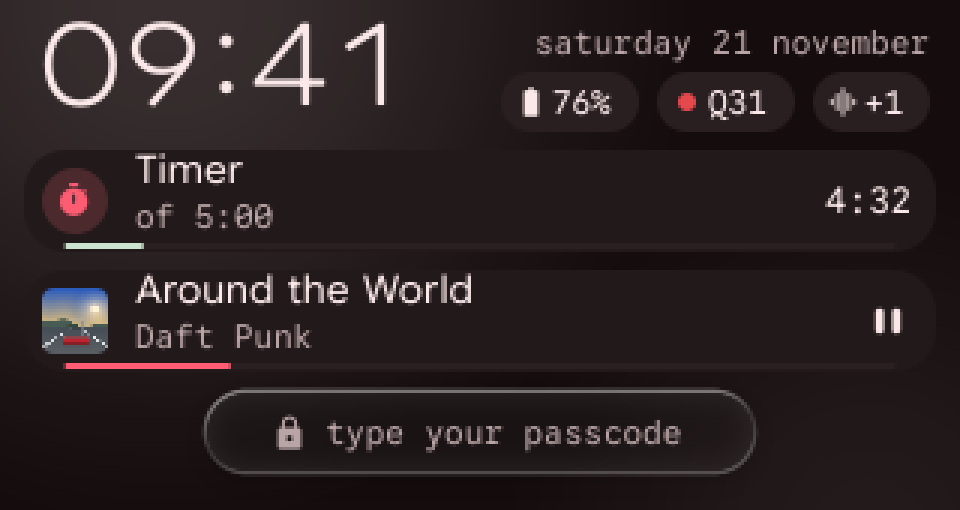 09:41
saturday 21 november
76%
Q31
+1
Timer
of 5:00
4:32
Around the World
Daft Punk
type your passcode